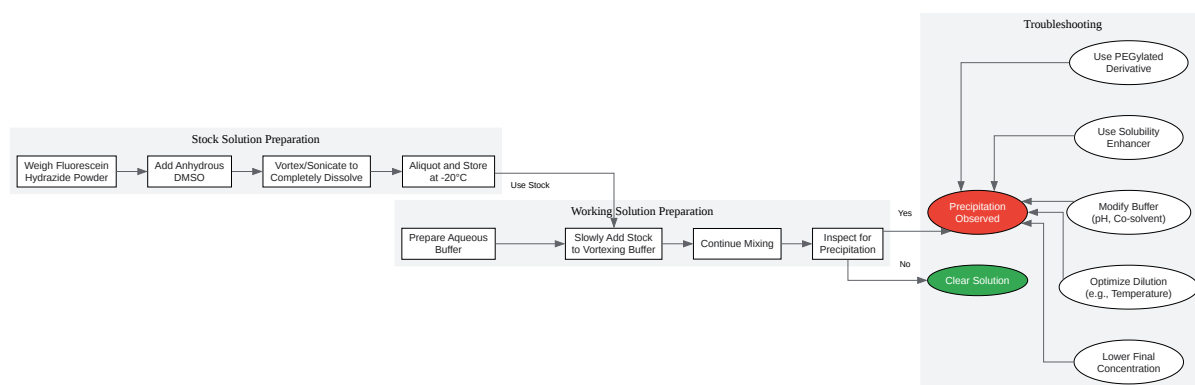 Troubleshooting
Use PEGylated
Derivative
Use Solubility
Enhancer
Stock Solution Preparation
Weigh Fluorescein
Hydrazide Powder
Add Anhydrous
DMSO
Vortex/Sonicate to
Completely Dissolve
Aliquot and Store
at -20°C
Use Stock
Working Solution Preparation
Prepare Aqueous
Buffer
Slowly Add Stock
to Vortexing Buffer
Continue Mixing
Inspect for
Precipitation
Yes
No
Precipitation
Observed
Clear Solution
Modify Buffer
(pH, Co-solvent)
Optimize Dilution
(e.g., Temperature)
Lower Final
Concentration